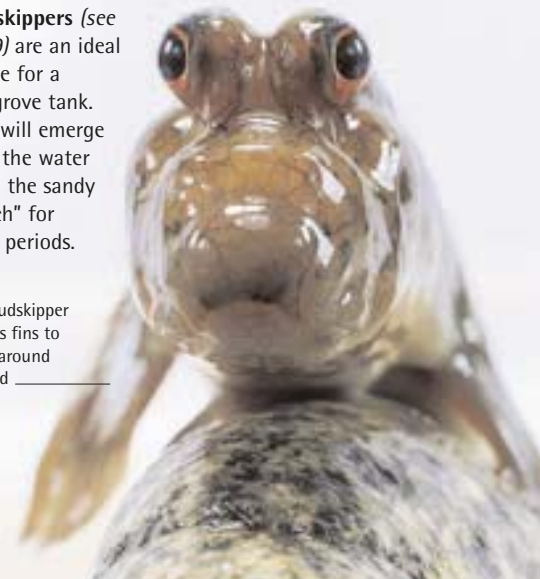 skippers (see
) are an ideal
e for a
grove tank.
will emerge
the water
the sandy
ch" for
periods.
udskipper
s fins to
around
d